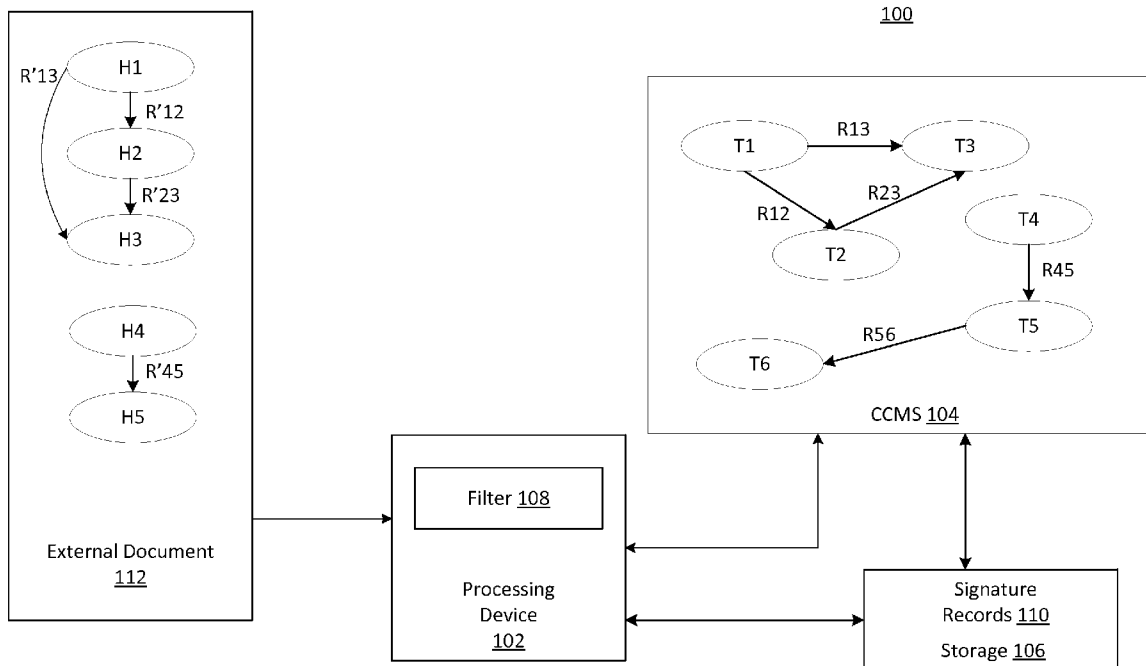 100
H1
R'13
R'12
H2
R'23
H3
H4
R'45
H5
External Document
112
Filter 108
Processing
Device
102
T1
R13
T3
R12
R23
T2
T4
R45
T5
R56
T6
CCMS 104
Signature
Records 110
Storage 106